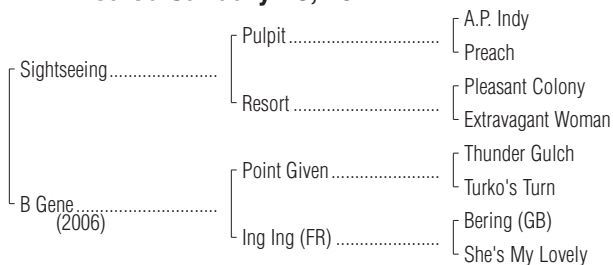 A.P. Indy
Pulpit
Preach
Sightseeing
Pleasant Colony
Resort
Extravagant Woman
Thunder Gulch
Point Given
Turko's Turn
B Gene
(2006)
Bering (GB)
Ing Ing (FR)
She's My Lovely